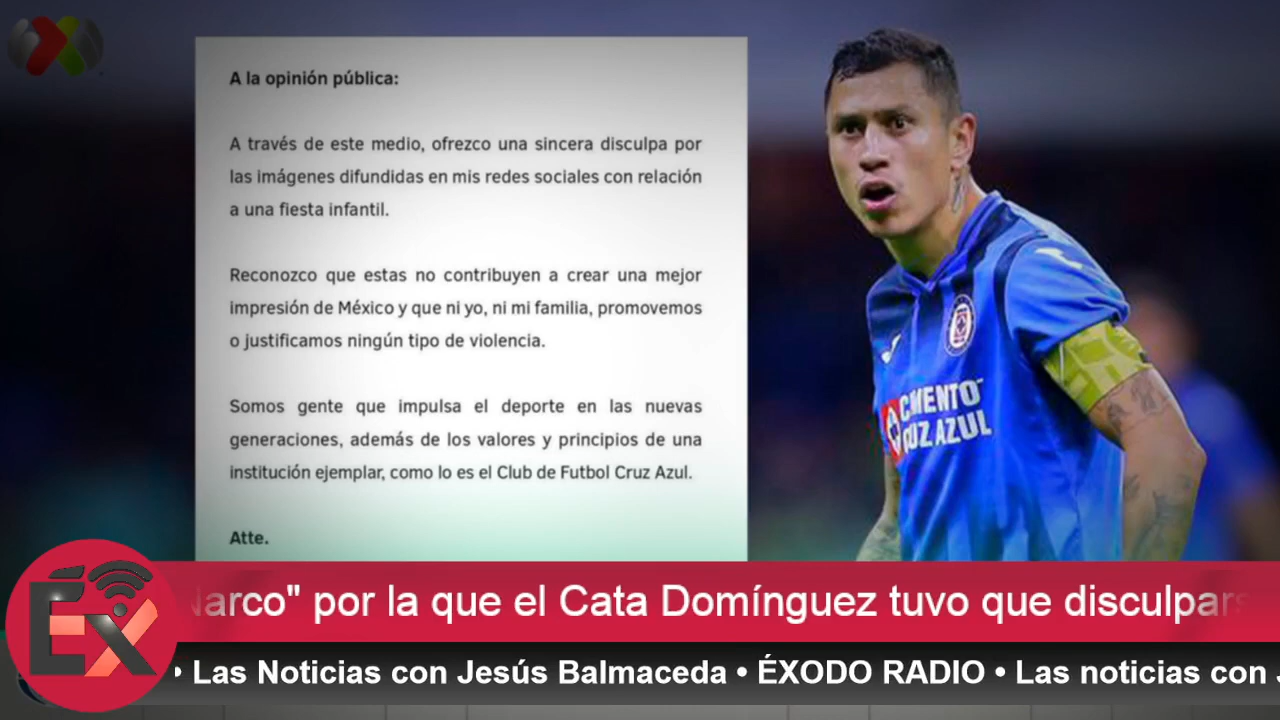 A la opinión pública:
A través de este medio, ofrezco una sincera disculpa por
las imágenes difundidas en mis redes sociales con relación
a una fiesta infantil.
Reconozco que estas no contribuyen a crear una mejor
impresión de México y que ni yo, ni mi familia, promovemos
o justificamos ningún tipo de violencia.
Somos gente que impulsa el deporte en las nuevas
generaciones, además de los valores y principios de una
institución ejemplar, como lo es el Club de Futbol Cruz Azul.
Atte.
CEMENTO
CRUZ AZUL
ÉX
Narco" por la que el Cata Domínguez tuvo que disculpars
• Las Noticias con Jesús Balmaceda • ÉXODO RADIO • Las noticias con J